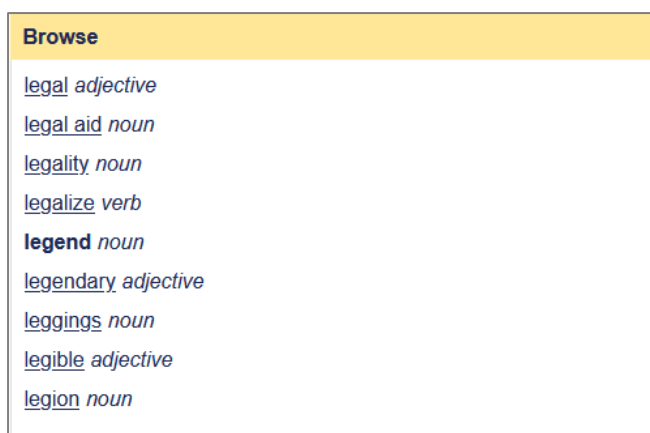 Browse
legal adjective
legal aid noun
legality noun
legalize verb
legend noun
legendary adjective
leggings noun
legible adjective
legion noun